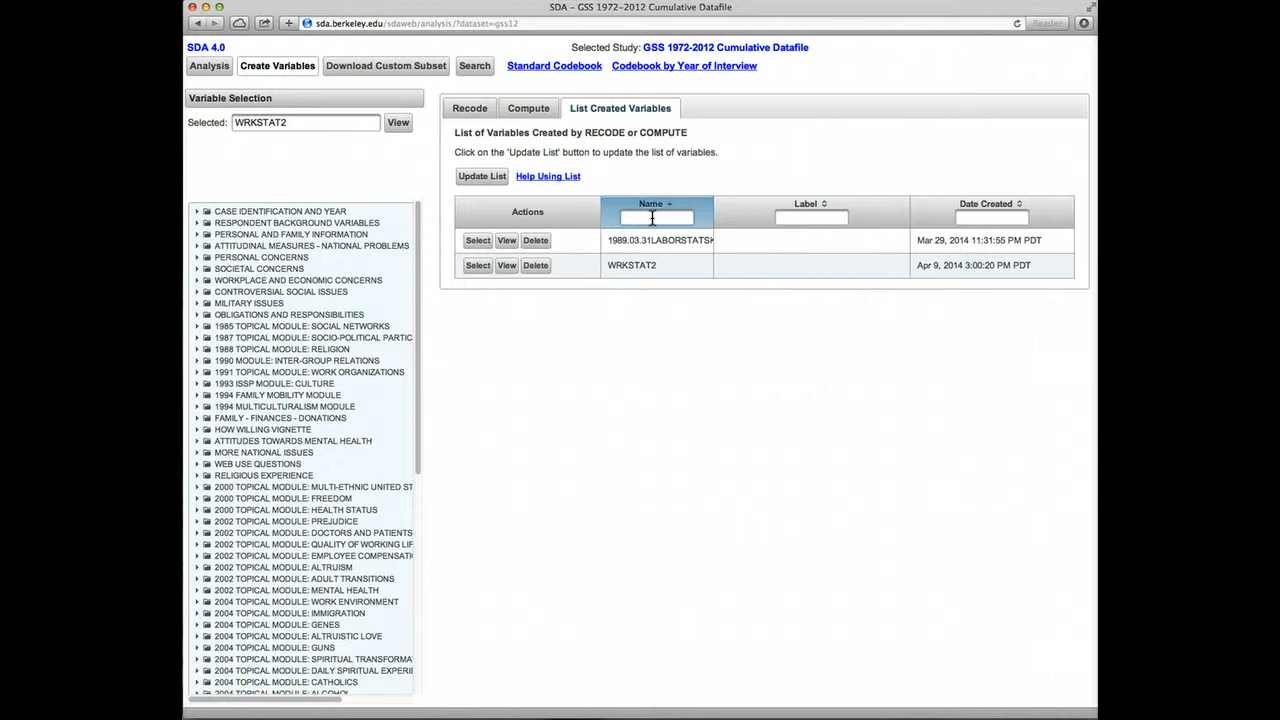 SDA – GSS 1972-2012 Cumulative Datafile
sda.berkeley.edu/sdaweb/analysis/?dataset=gss12
Reader
SDA 4.0
Selected Study: GSS 1972-2012 Cumulative Datafile
Analysis
Create Variables
Download Custom Subset
Search
Standard Codebook
Codebook by Year of Interview
Variable Selection
Selected: WRKSTAT2 View
CASE IDENTIFICATION AND YEAR
RESPONDENT BACKGROUND VARIABLES
PERSONAL AND FAMILY INFORMATION
ATTITUDINAL MEASURES - NATIONAL PROBLEMS
PERSONAL CONCERNS
SOCIETAL CONCERNS
WORKPLACE AND ECONOMIC CONCERNS
CONTROVERSIAL SOCIAL ISSUES
MILITARY ISSUES
OBLIGATIONS AND RESPONSIBILITIES
1985 TOPICAL MODULE: SOCIAL NETWORKS
1987 TOPICAL MODULE: SOCIO-POLITICAL PARTIC
1988 TOPICAL MODULE: RELIGION
1990 MODULE: INTER-GROUP RELATIONS
1991 TOPICAL MODULE: WORK ORGANIZATIONS
1993 ISSP MODULE: CULTURE
1994 FAMILY MOBILITY MODULE
1994 MULTICULTURALISM MODULE
FAMILY - FINANCES - DONATIONS
HOW WILLING VIGNETTE
ATTITUDES TOWARDS MENTAL HEALTH
MORE NATIONAL ISSUES
WEB USE QUESTIONS
RELIGIOUS EXPERIENCE
2000 TOPICAL MODULE: MULTI-ETHNIC UNITED ST
2000 TOPICAL MODULE: FREEDOM
2000 TOPICAL MODULE: HEALTH STATUS
2002 TOPICAL MODULE: PREJUDICE
2002 TOPICAL MODULE: DOCTORS AND PATIENTS
2002 TOPICAL MODULE: QUALITY OF WORKING LIF
2002 TOPICAL MODULE: EMPLOYEE COMPENSATI
2002 TOPICAL MODULE: ALTRUISM
2002 TOPICAL MODULE: ADULT TRANSITIONS
2002 TOPICAL MODULE: MENTAL HEALTH
2004 TOPICAL MODULE: WORK ENVIRONMENT
2004 TOPICAL MODULE: IMMIGRATION
2004 TOPICAL MODULE: GENES
2004 TOPICAL MODULE: ALTRUISTIC LOVE
2004 TOPICAL MODULE: GUNS
2004 TOPICAL MODULE: SPIRITUAL TRANSFORMA
2004 TOPICAL MODULE: DAILY SPIRITUAL EXPERI
2004 TOPICAL MODULE: CATHOLICS
2004 TOPICAL MODULE: ALCOHOL
Recode
Compute
List Created Variables
List of Variables Created by RECODE or COMPUTE
Click on the 'Update List' button to update the list of variables.
Update List Help Using List
Actions Name Label Date Created
Select View Delete 1989.03.31LABORSTATSK Mar 29, 2014 11:31:55 PM PDT
Select View Delete WRKSTAT2 Apr 9, 2014 3:00:20 PM PDT